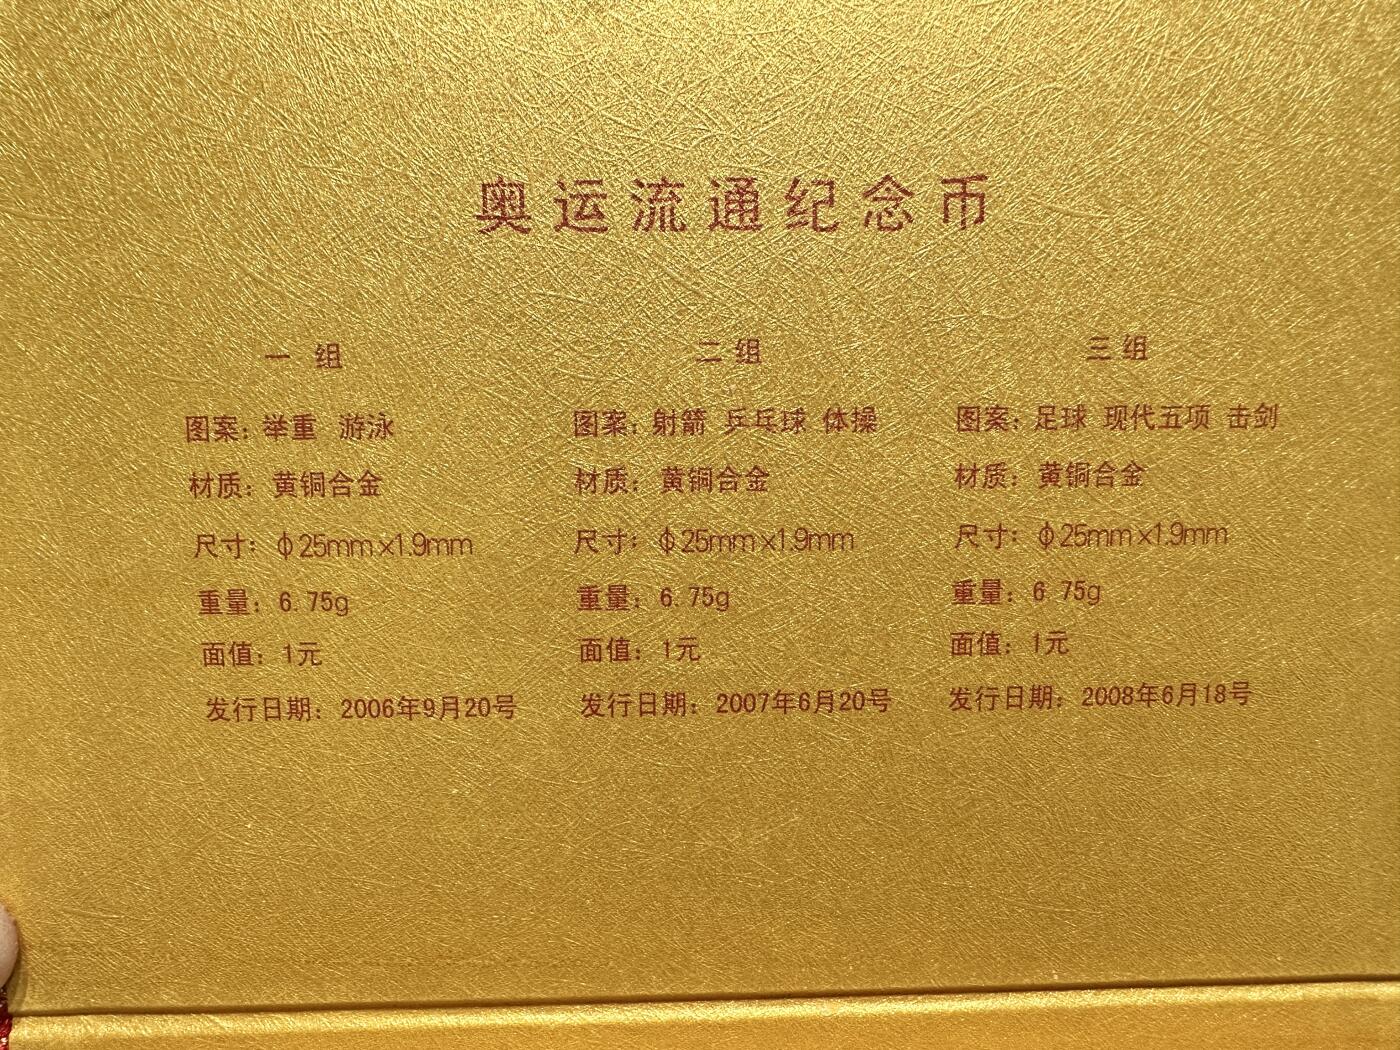 奥运流通纪念币
一 组
图案：举重 游泳
材质：黄铜合金
尺寸：ф25mm×1.9mm
重量：6.75g
面值：1元
发行日期：2006年9月20号
二组
图案：射箭 乒乓球 体操
材质：黄铜合金
尺寸：ф25mm×1.9mm
重量：6.75g
面值：1元
发行日期：2007年6月20号
三组
图案：足球 现代五项 击剑
材质：黄铜合金
尺寸：ф25mm×1.9mm
重量：6 75g
面值：1元
发行日期：2008年6月18号